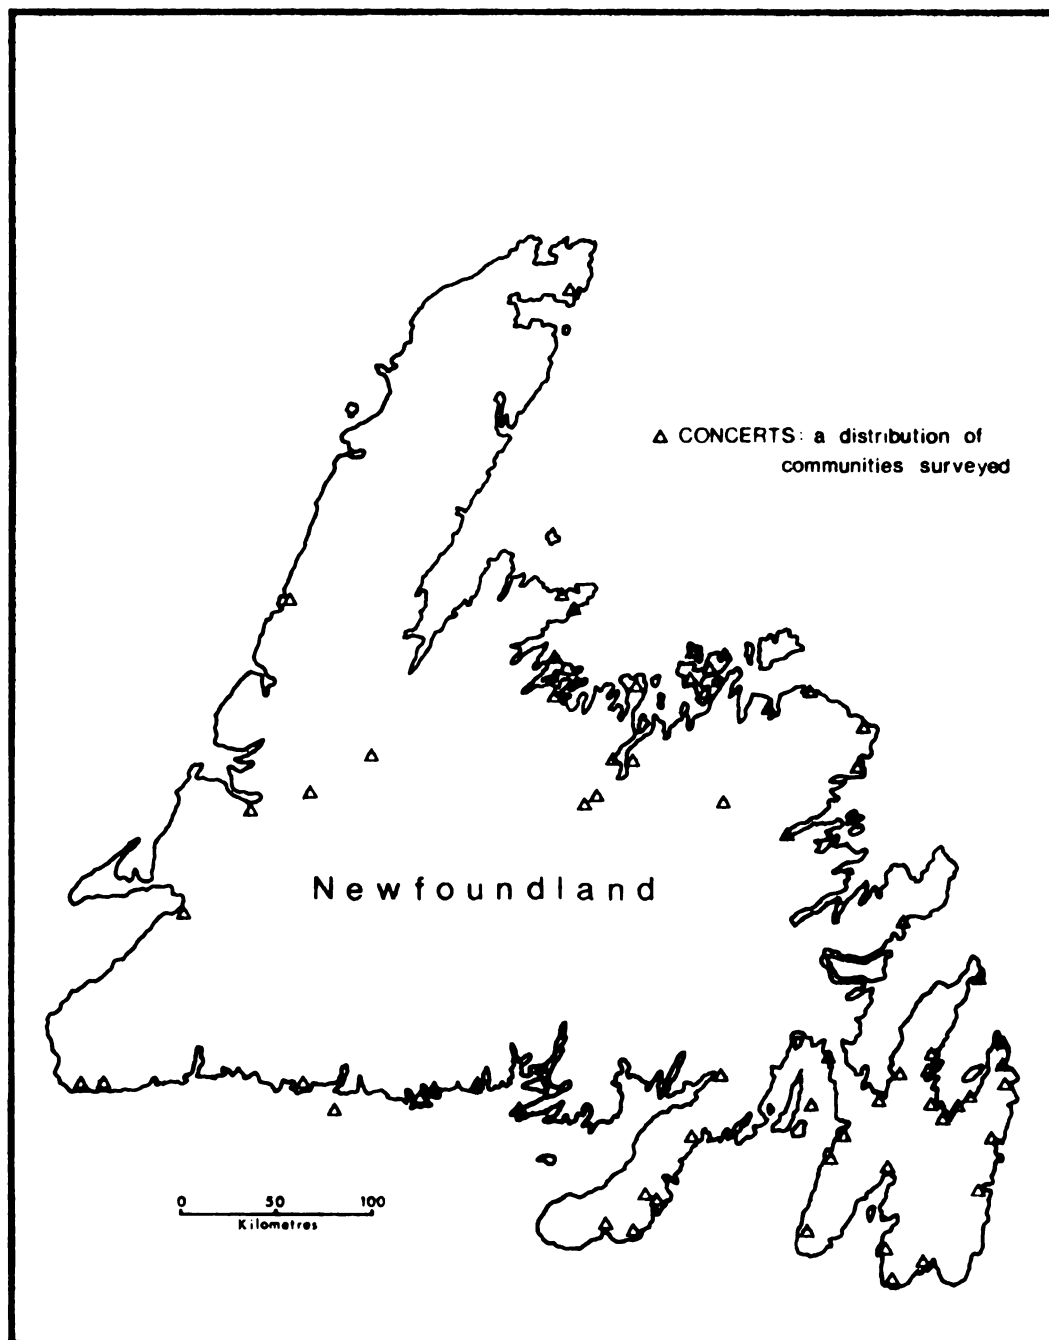 △ CONCERTS: a distribution of
communities surveyed
Newfoundland
0 50 100
Kilometres